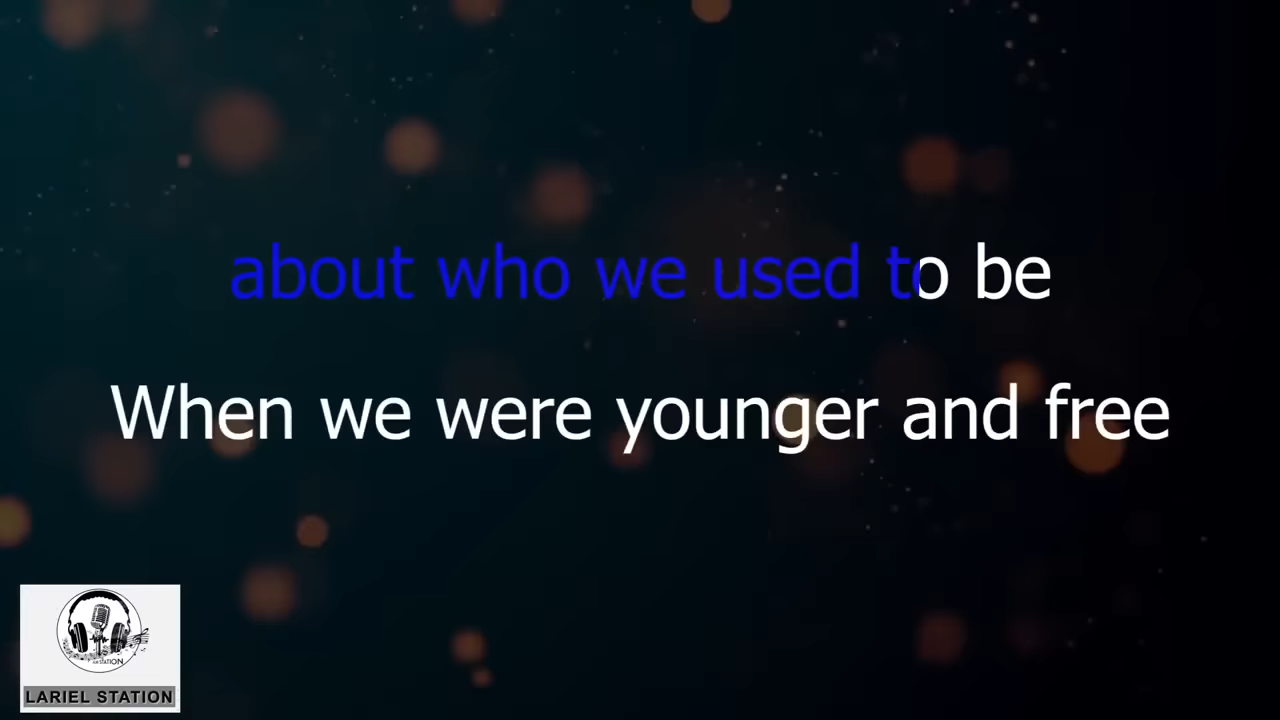 about who we used to be
When we were younger and free
LARIEL STATION